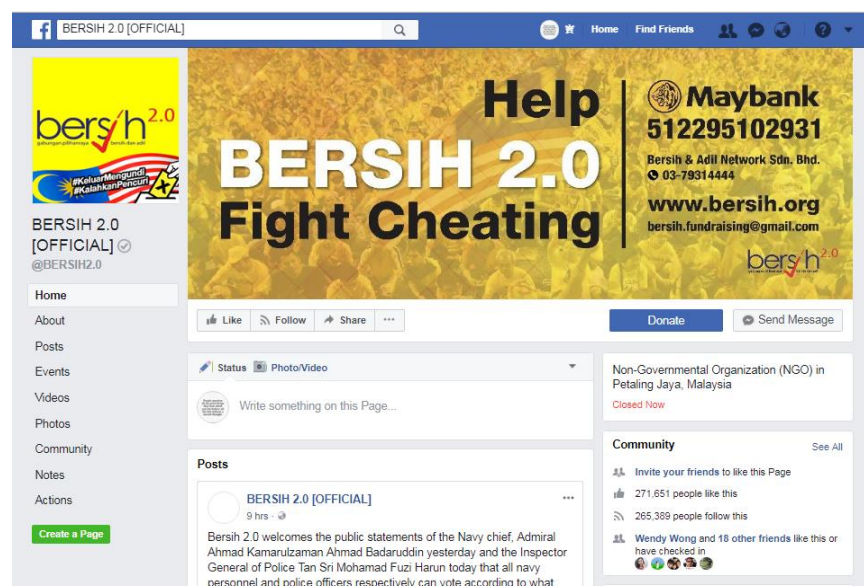 BERSIH 2.0 [OFFICIAL]
Home
Find Friends
bersih 2.0
gabungan pilihanraya bersih dan adil
#KeluarMengundi
#KalahkanPencuri
Help
BERSIH 2.0
Fight Cheating
Maybank
512295102931
Bersih & Adil Network Sdn. Bhd.
03-79314444
www.bersih.org
bersih.fundraising@gmail.com
bersih 2.0
BERSIH 2.0
[OFFICIAL]
@BERSIH2.0
Home
About
Posts
Events
Videos
Photos
Community
Notes
Actions
Create a Page
Like
Follow
Share
Donate
Send Message
Status
Photo/Video
Write something on this Page...
Posts
BERSIH 2.0 [OFFICIAL]
9 hrs ·
Bersih 2.0 welcomes the public statements of the Navy chief, Admiral
Ahmad Kamarulzaman Ahmad Badaruddin yesterday and the Inspector
General of Police Tan Sri Mohamad Fuzi Harun today that all navy
personnel and police officers respectively can vote according to what
Non-Governmental Organization (NGO) in
Petaling Jaya, Malaysia
Closed Now
Community
See All
Invite your friends to like this Page
271,651 people like this
265,389 people follow this
Wendy Wong and 18 other friends like this or
have checked in